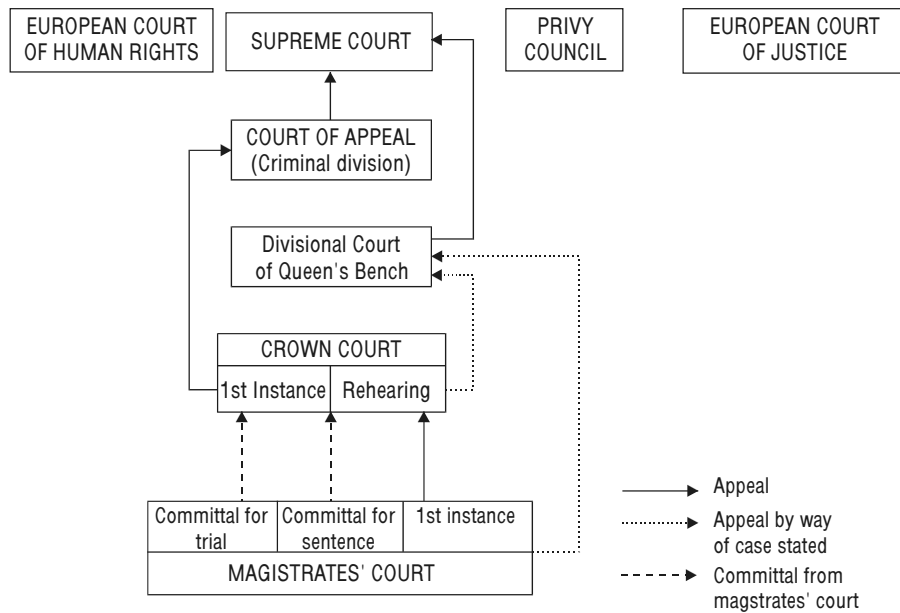 EUROPEAN COURT
OF HUMAN RIGHTS
SUPREME COURT
PRIVY
COUNCIL
EUROPEAN COURT
OF JUSTICE
COURT OF APPEAL
(Criminal division)
Divisional Court
of Queen's Bench
CROWN COURT
1st Instance
Rehearing
Committal for
trial
Committal for
sentence
1st instance
MAGISTRATES' COURT
Appeal
Appeal by way
of case stated
Committal from
magstrates' court